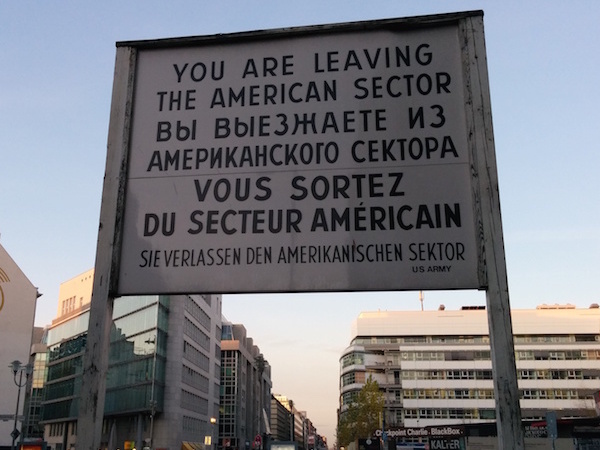 YOU ARE LEAVING
THE AMERICAN SECTOR
ВЫ ВЫЕЗЖАЕТЕ ИЗ
АМЕРИКАНСКОГО СЕКТОРА
VOUS SORTEZ
DU SECTEUR AMÉRICAIN
SIE VERLASSEN DEN AMERIKANISCHEN SEKTOR
US ARMY
Checkpoint Charlie - BlackBox
KALTER